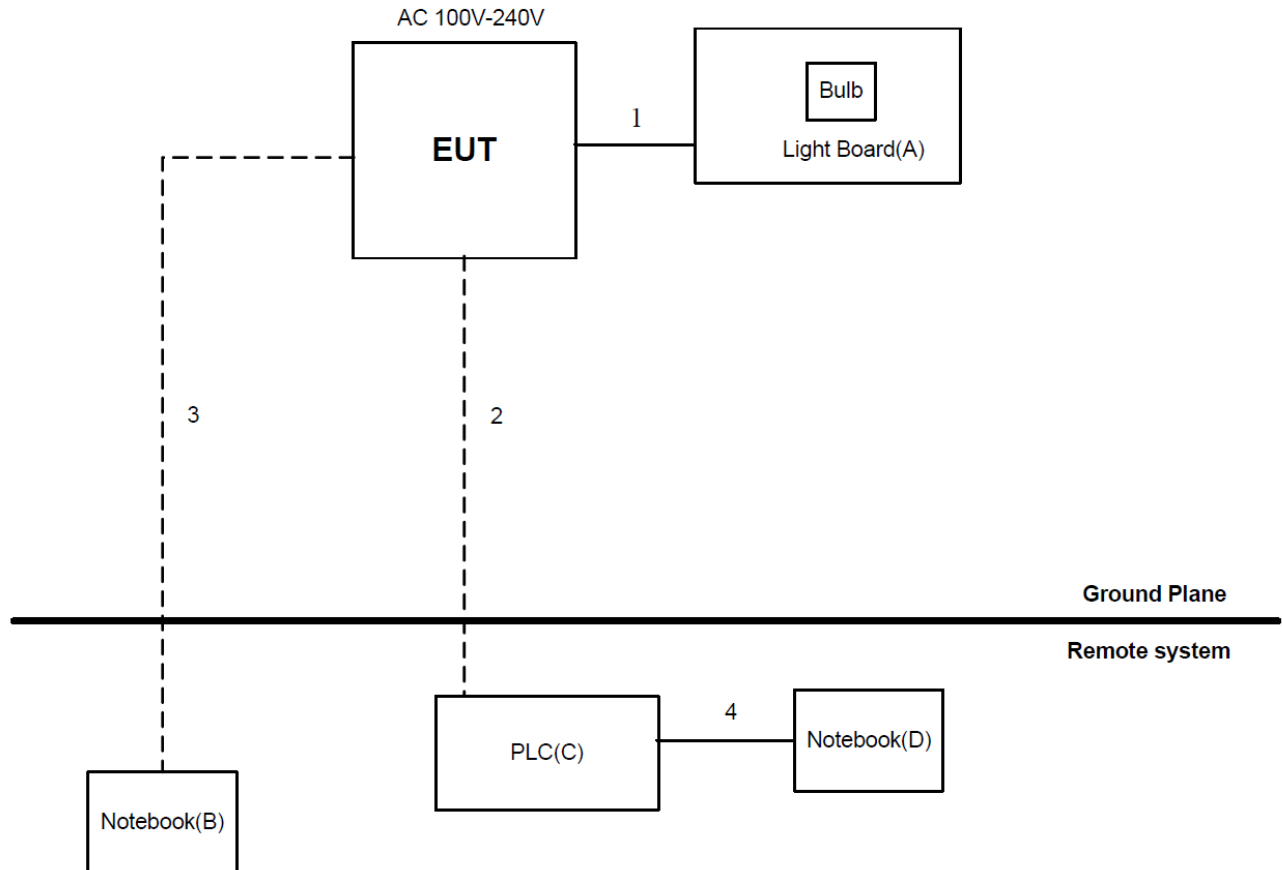 AC 100V-240V
EUT
1
Bulb
Light Board(A)
3
2
Ground Plane
Remote system
PLC(C)
4
Notebook(D)
Notebook(B)